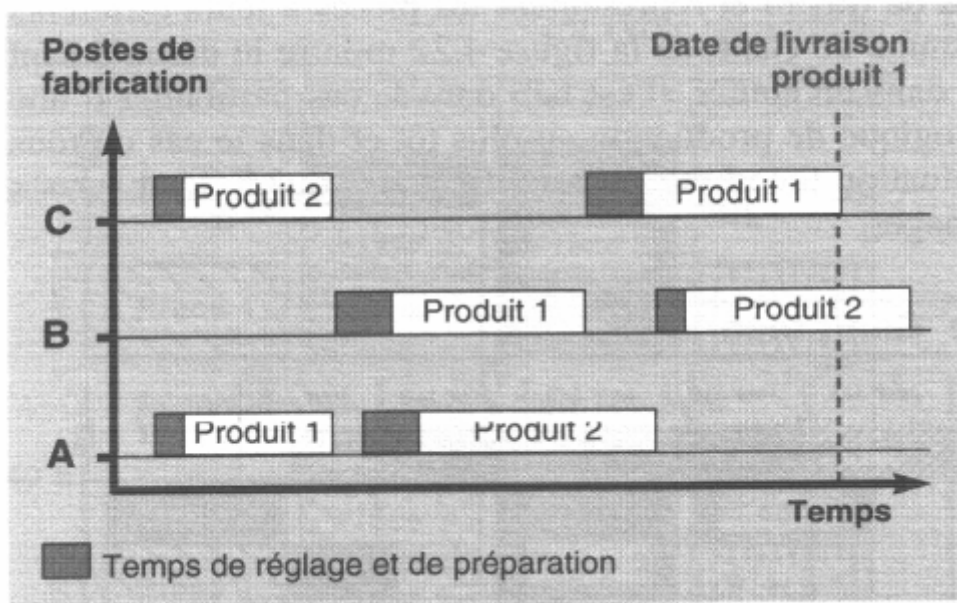 Postes de
fabrication
Date de livraison
produit 1
C
Produit 2
Produit 1
B
Produit 1
Produit 2
A
Produit 1
Produit 2
Temps
Temps de réglage et de préparation